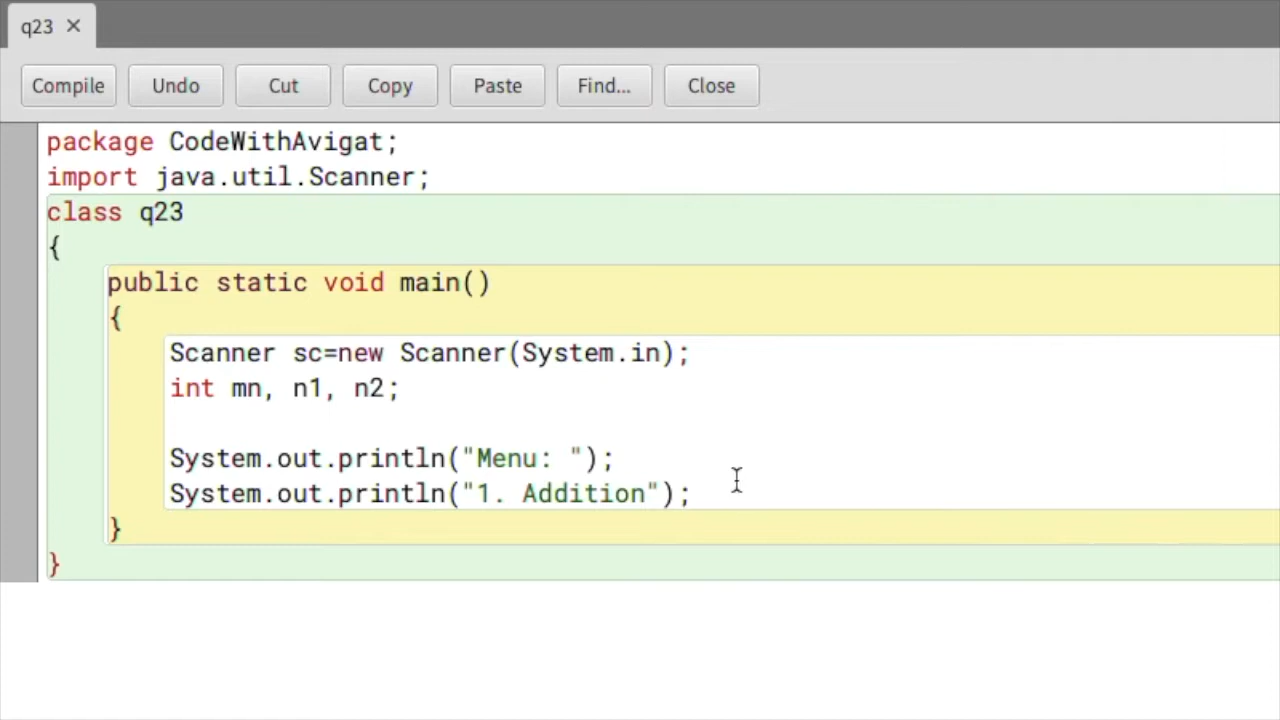 q23 ×
Compile Undo Cut Copy Paste Find... Close
package CodeWithAvigat;
import java.util.Scanner;
class q23
{
public static void main()
{
Scanner sc=new Scanner(System.in);
int mn, n1, n2;
System.out.println("Menu: ");
System.out.println("1. Addition");
}
}